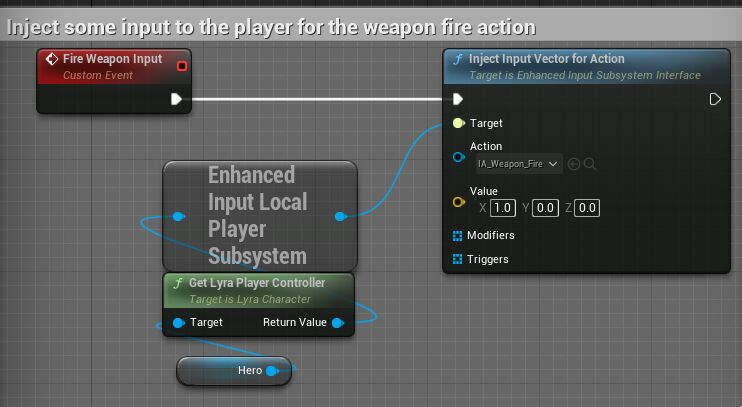 Inject some input to the player for the weapon fire action
Fire Weapon Input
Custom Event
f Inject Input Vector for Action
Target is Enhanced Input Subsystem Interface
Target
Action
IA_Weapon_Fire
Value
X 1.0 Y 0.0 Z 0.0
Modifiers
Triggers
Enhanced
Input Local
Player
Subsystem
f Get Lyra Player Controller
Target is Lyra Character
Target Return Value
Hero